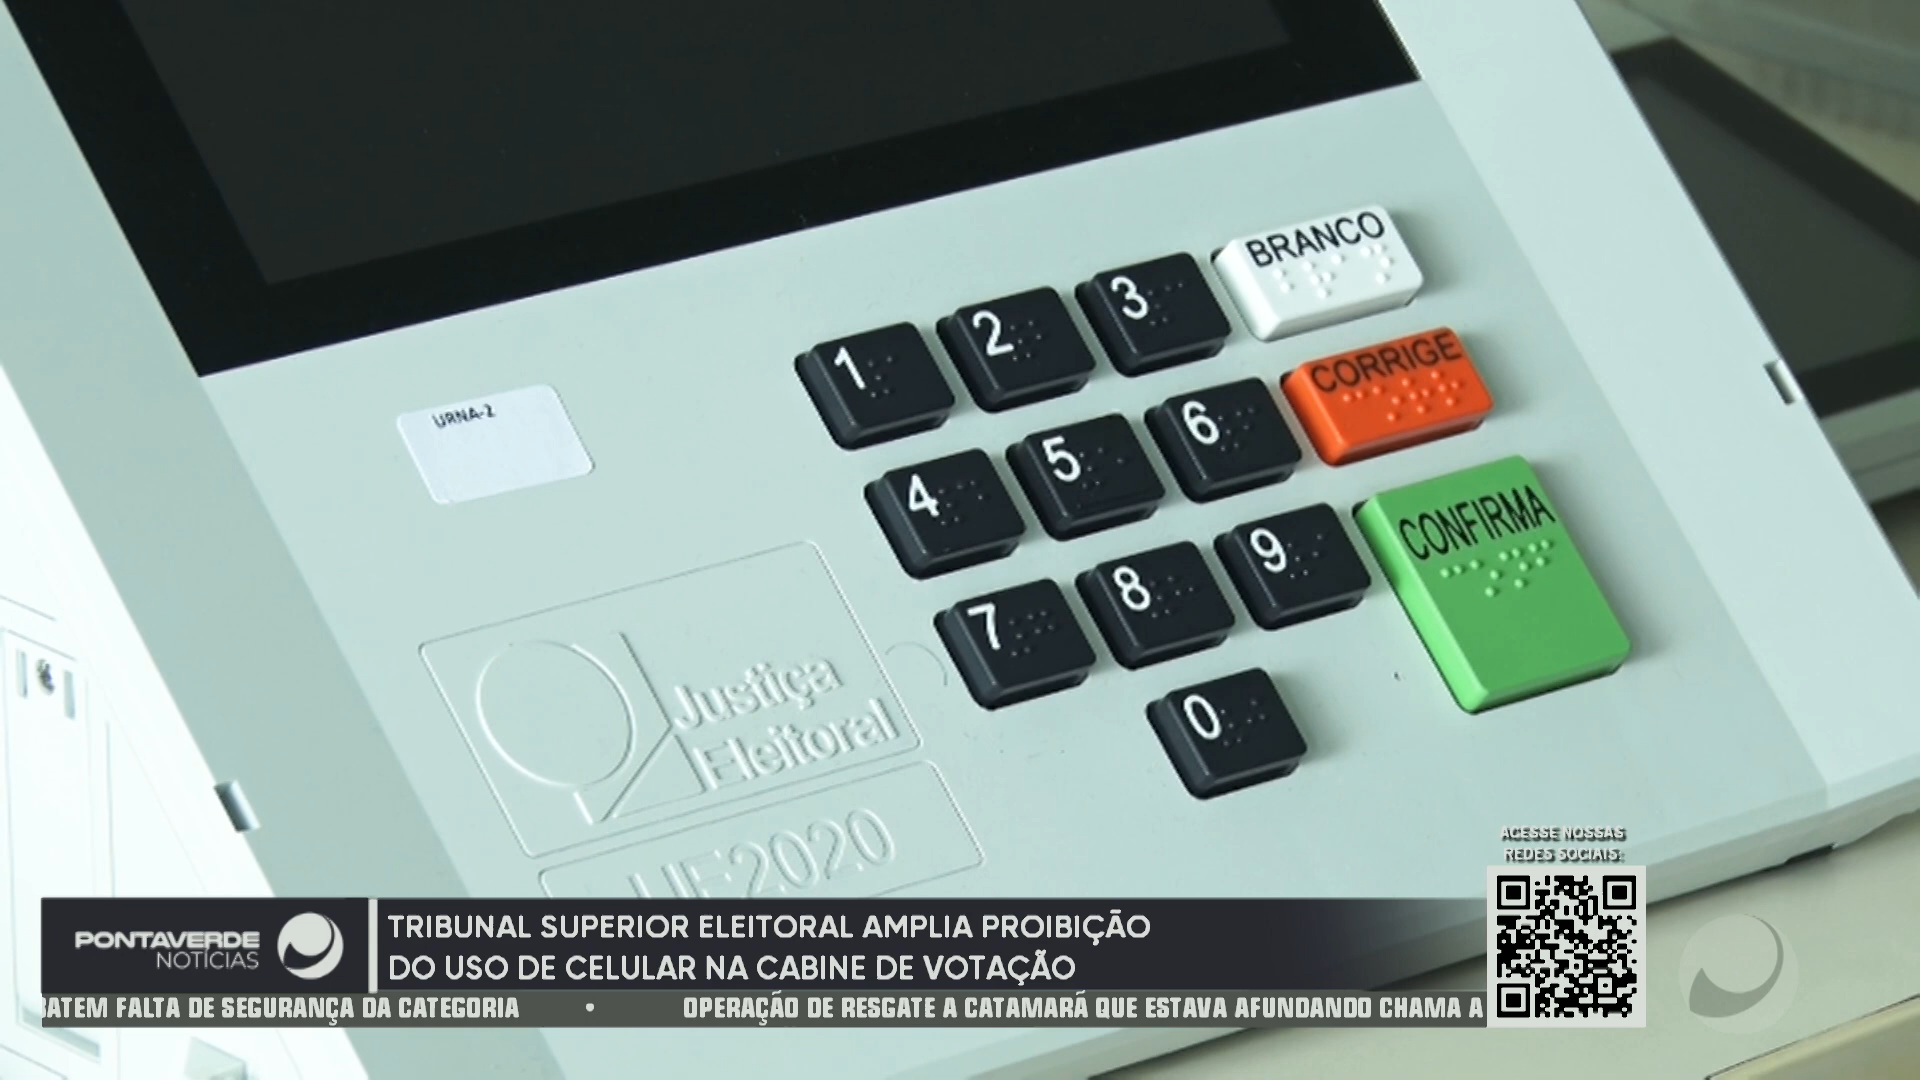 BRANCO
1
2
3
CORRIGE
4
5
6
CONFIRMA
7
8
9
0
URNA-2
Justiça
Eleitoral
UE2020
ACESSE NOSSAS
REDES SOCIAIS:
PONTAVERDE
NOTÍCIAS
TRIBUNAL SUPERIOR ELEITORAL AMPLIA PROIBIÇÃO
DO USO DE CELULAR NA CABINE DE VOTAÇÃO
BATEM FALTA DE SEGURANÇA DA CATEGORIA • OPERAÇÃO DE RESGATE A CATAMARÃ QUE ESTAVA AFUNDANDO CHAMA A